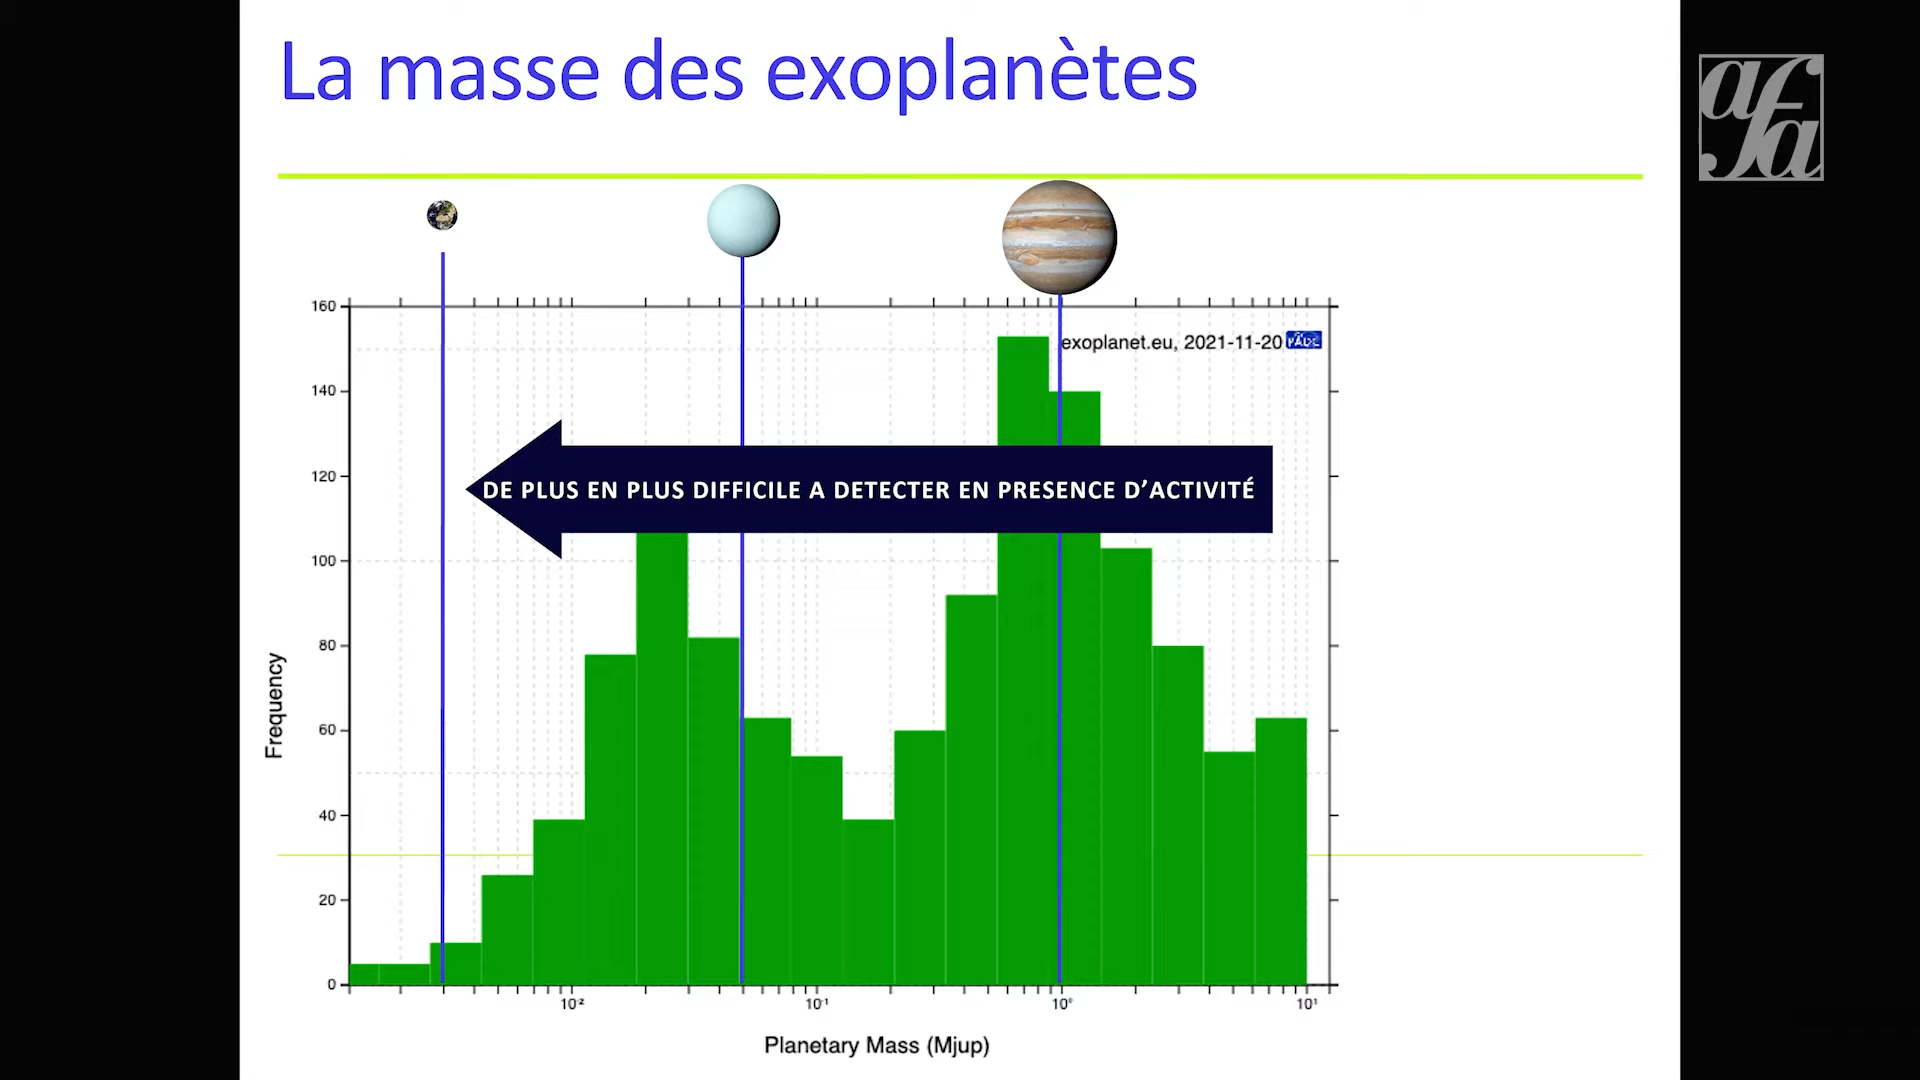 La masse des exoplanètes
afa
exoplanet.eu, 2021-11-20
160
140
120
100
80
60
40
20
0
DE PLUS EN PLUS DIFFICILE A DETECTER EN PRESENCE D’ACTIVITÉ
Frequency
10⁻² 10⁻¹ 10⁰ 10¹
Planetary Mass (Mjup)